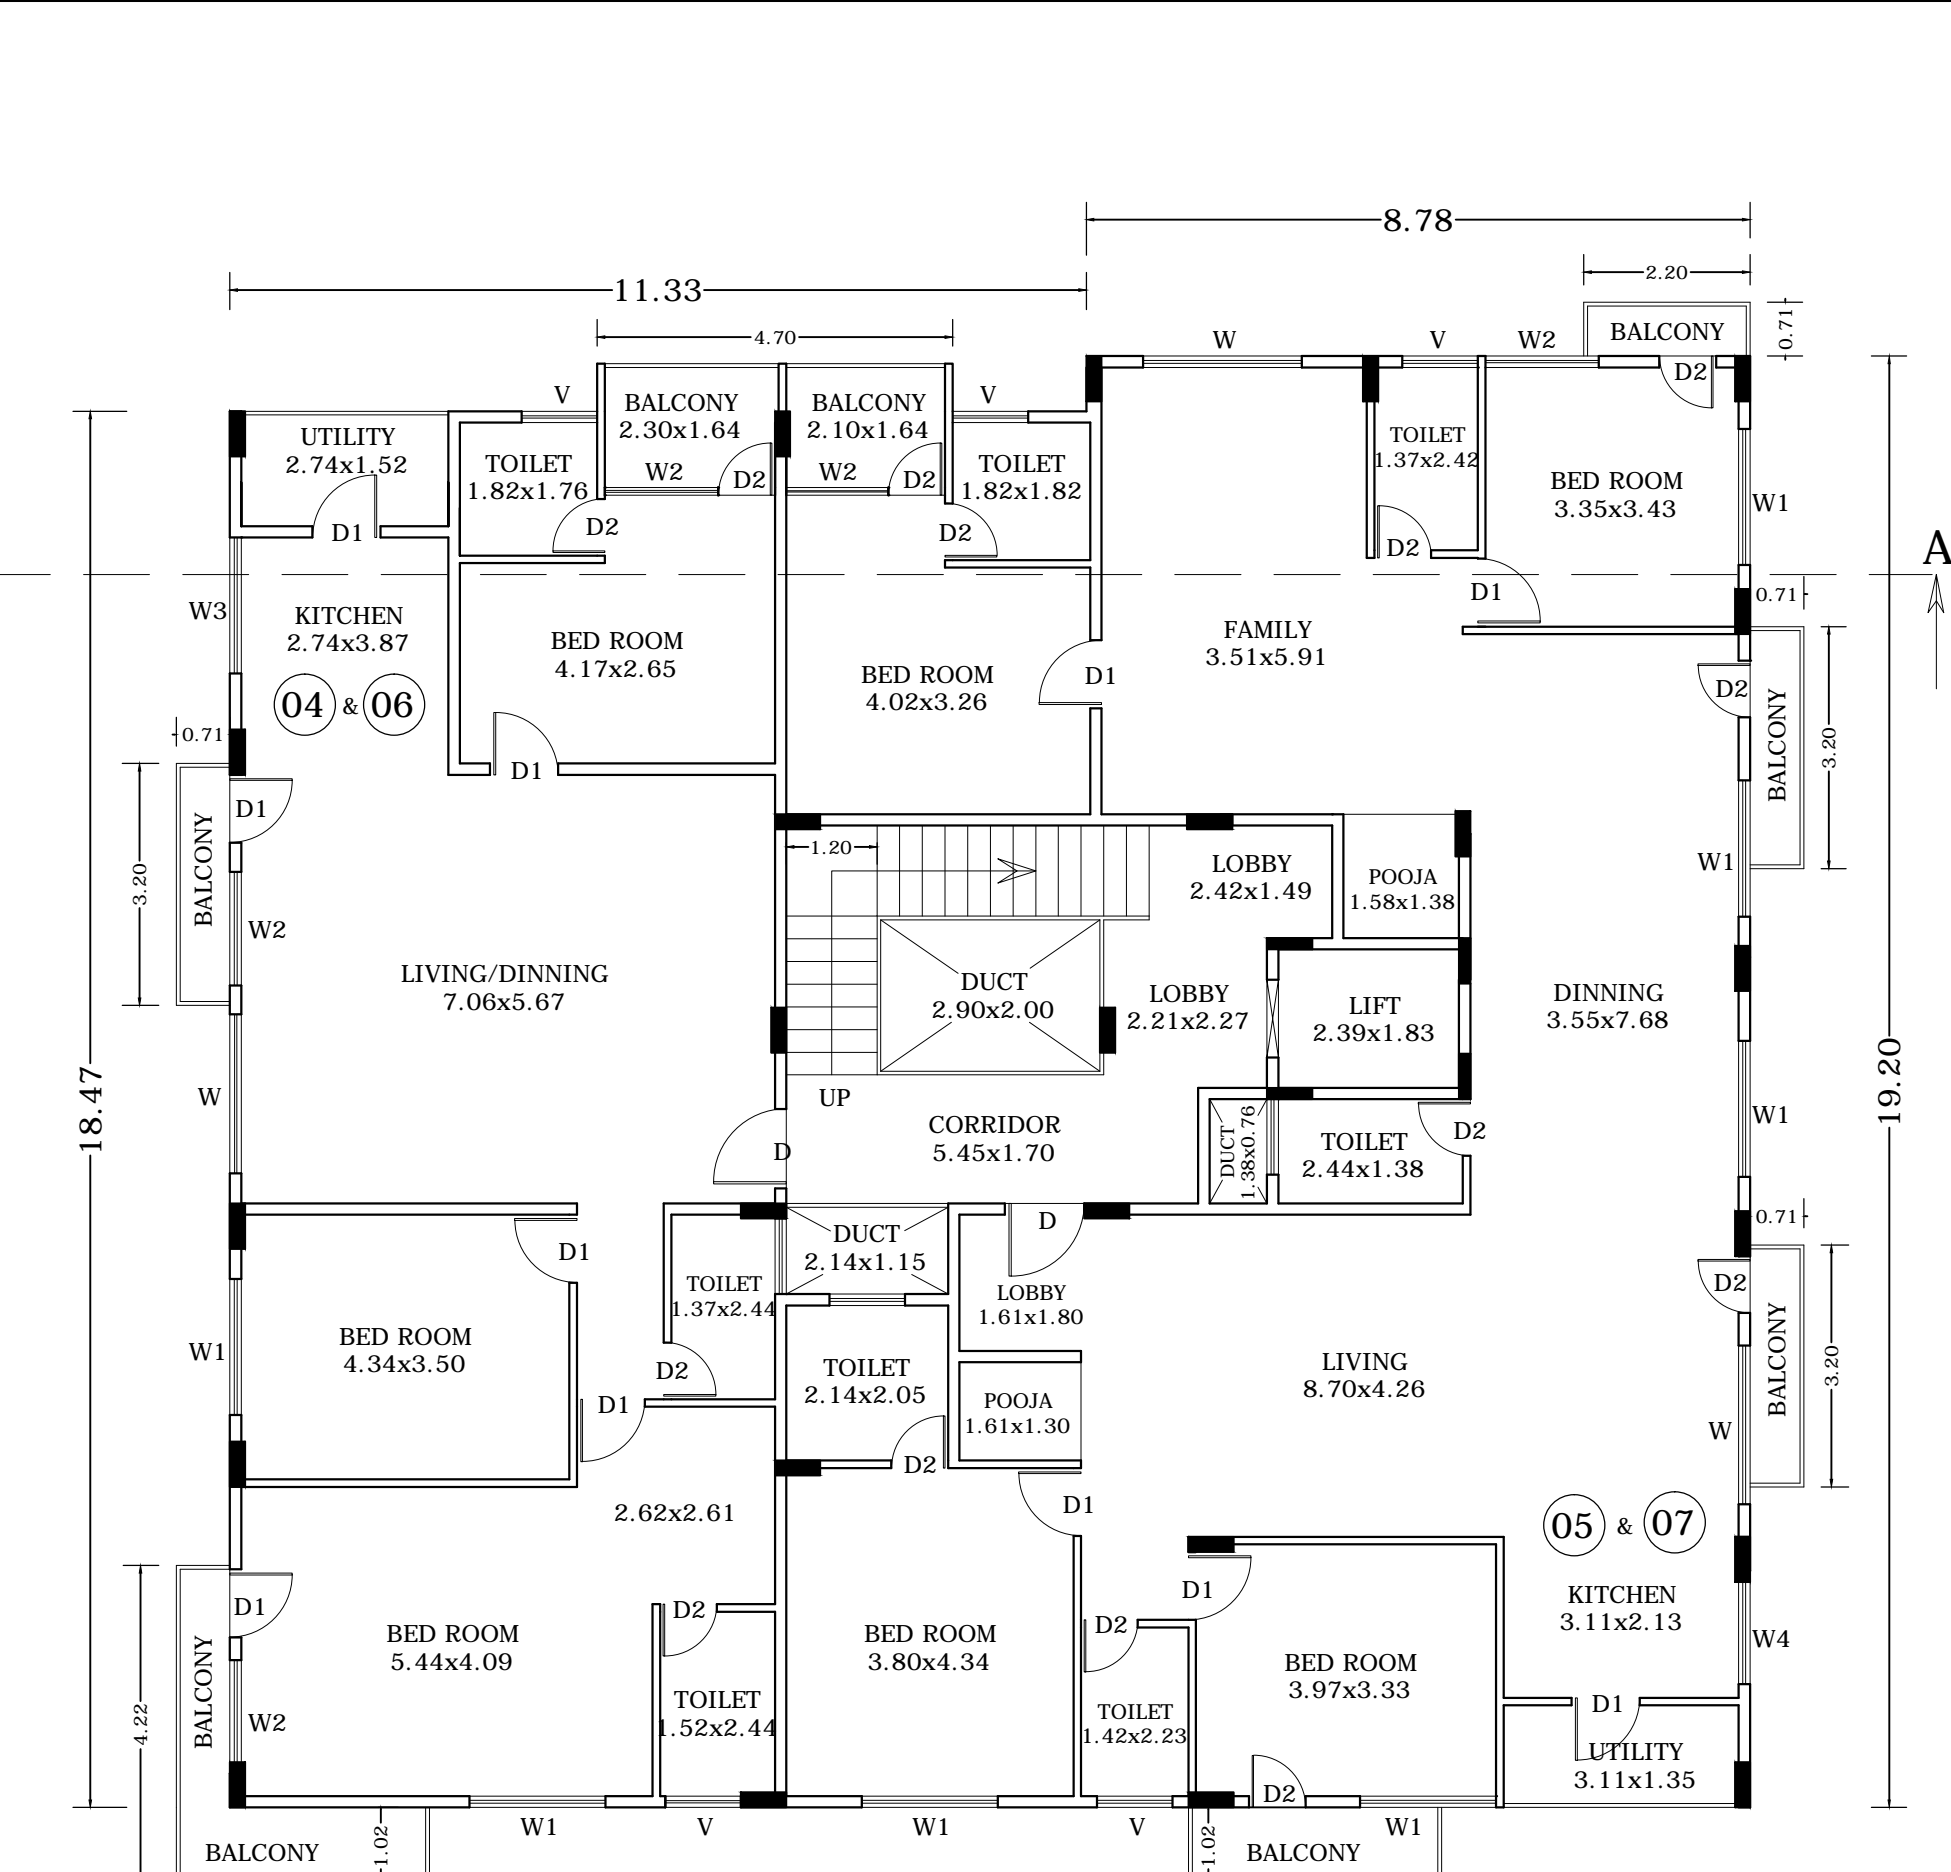 8.78
2.20
11.33
0.71
4.70
BALCONY
W
V
W2
D2
V
V
BALCONY
2.30x1.64
BALCONY
2.10x1.64
UTILITY
2.74x1.52
TOILET
1.82x1.76
W2
D2
W2
D2
TOILET
1.82x1.82
TOILET
1.37x2.42
BED ROOM
3.35x3.43
W1
D1
D2
D2
D2
A
W3
KITCHEN
2.74x3.87
D1
0.71
BED ROOM
4.17x2.65
FAMILY
3.51x5.91
BED ROOM
4.02x3.26
D1
04 & 06
D2
BALCONY
3.20
0.71
D1
D1
BALCONY
3.20
1.20
LOBBY
2.42x1.49
POOJA
1.58x1.38
W1
W2
LIVING/DINNING
7.06x5.67
DUCT
2.90x2.00
LOBBY
2.21x2.27
LIFT
2.39x1.83
DINNING
3.55x7.68
18.47
19.20
W
UP
CORRIDOR
5.45x1.70
DUCT
1.38x0.76
TOILET
2.44x1.38
D2
W1
D
D
0.71
D1
DUCT
2.14x1.15
TOILET
1.37x2.44
LOBBY
1.61x1.80
D2
BALCONY
3.20
W1
BED ROOM
4.34x3.50
D2
TOILET
2.14x2.05
LIVING
8.70x4.26
D1
POOJA
1.61x1.30
W
D2
2.62x2.61
D1
05 & 07
D1
D2
D1
D2
KITCHEN
3.11x2.13
W4
BALCONY
4.22
BED ROOM
5.44x4.09
BED ROOM
3.80x4.34
BED ROOM
3.97x3.33
W2
TOILET
1.52x2.44
TOILET
1.42x2.23
D1
UTILITY
3.11x1.35
D2
W1
V
W1
V
W1
BALCONY
1.02
1.02
BALCONY